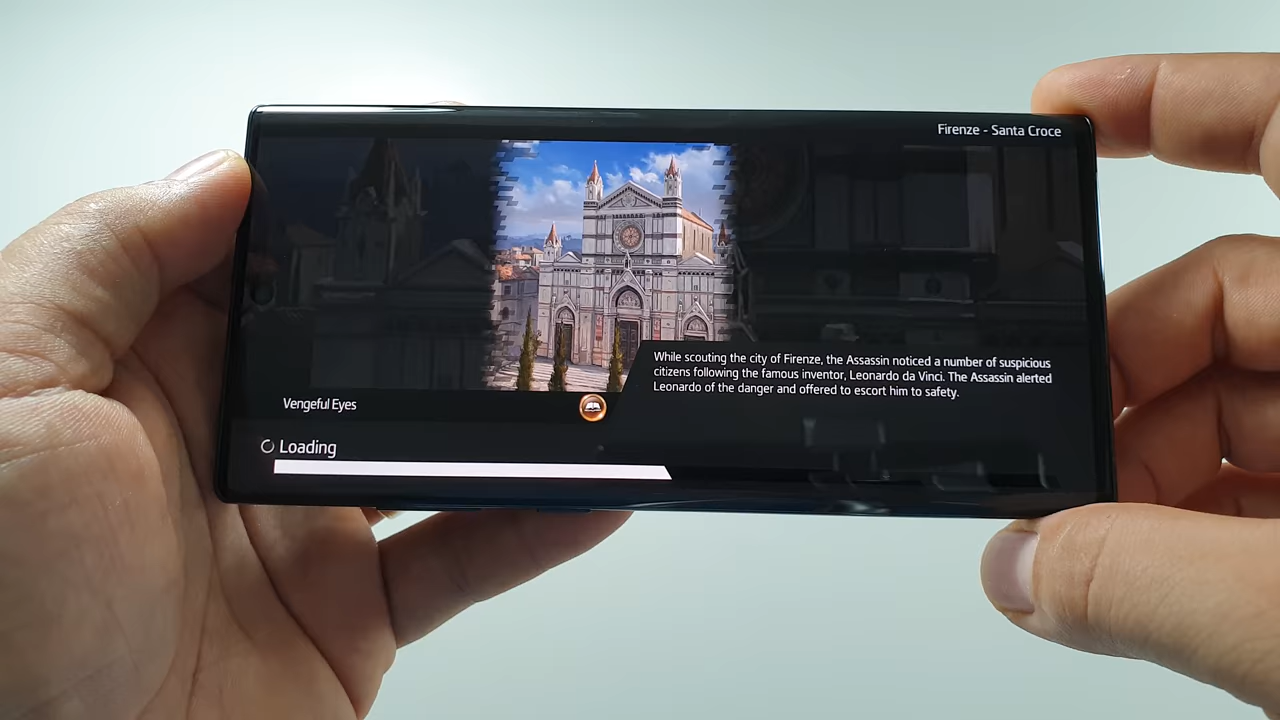 Firenze - Santa Croce
While scouting the city of Firenze, the Assassin noticed a number of suspicious
citizens following the famous inventor, Leonardo da Vinci. The Assassin alerted
Leonardo of the danger and offered to escort him to safety.
Vengeful Eyes
Loading